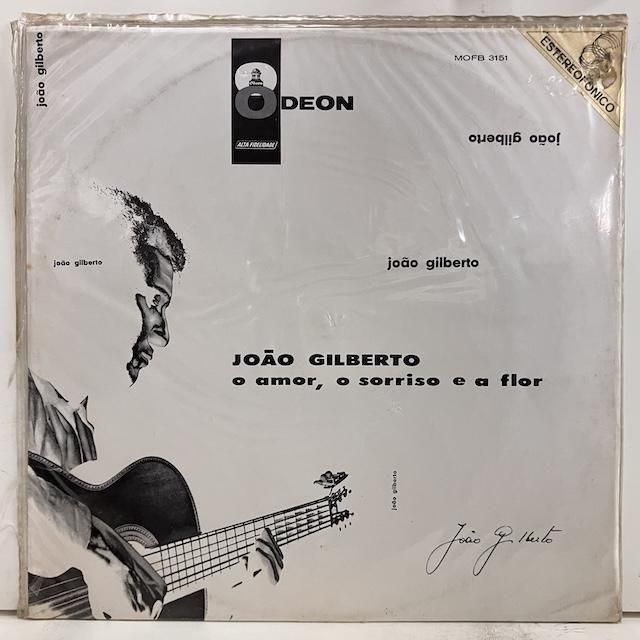 joão gilberto
ODEON
ALTA FIDELIDADE
MOFB 3151
ESTEREOFONICO
joão gilberto
joão gilberto
joão gilberto
JOÃO GILBERTO
o amor, o sorriso e a flor
joão gilberto
João Gilberto